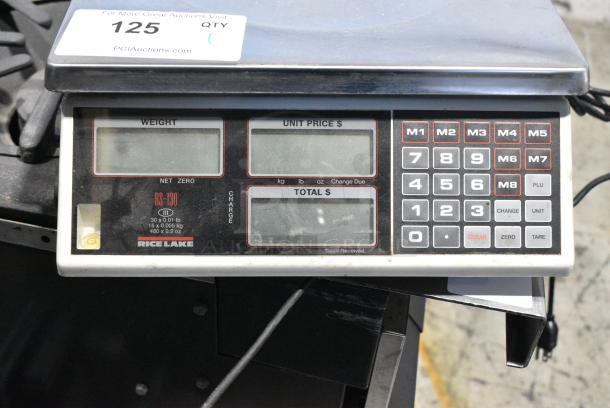 For More Great Auctions Visit
125 QTY 1
PCIAuctions.com
WEIGHT
UNIT PRICE $
NET ZERO
kg lb oz Change Due
TOTAL $
CHARGE
RS-130
III
30 x 0.01 lb
15 x 0.005 kg
480 x 0.2 oz
RICE LAKE
M1 M2 M3 M4 M5
7 8 9 M6 M7
4 5 6 M8 PLU
1 2 3 CHANGE UNIT
0 . CLEAR ZERO TARE